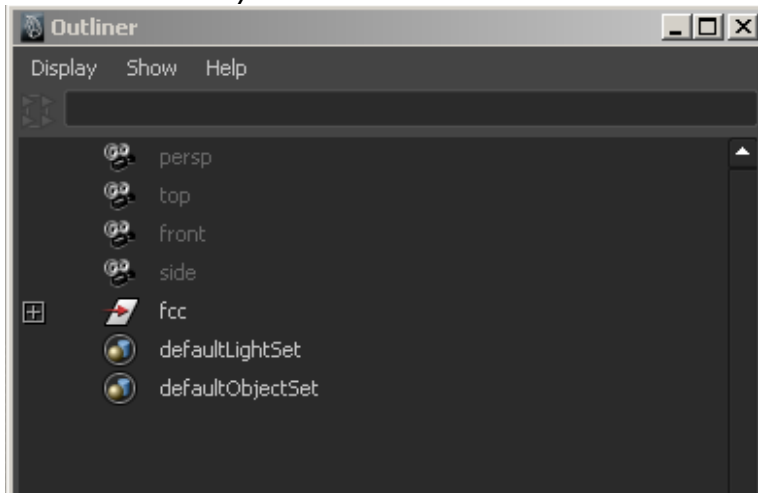 Outliner
Display Show Help
persp
top
front
side
fcc
defaultLightSet
defaultObjectSet